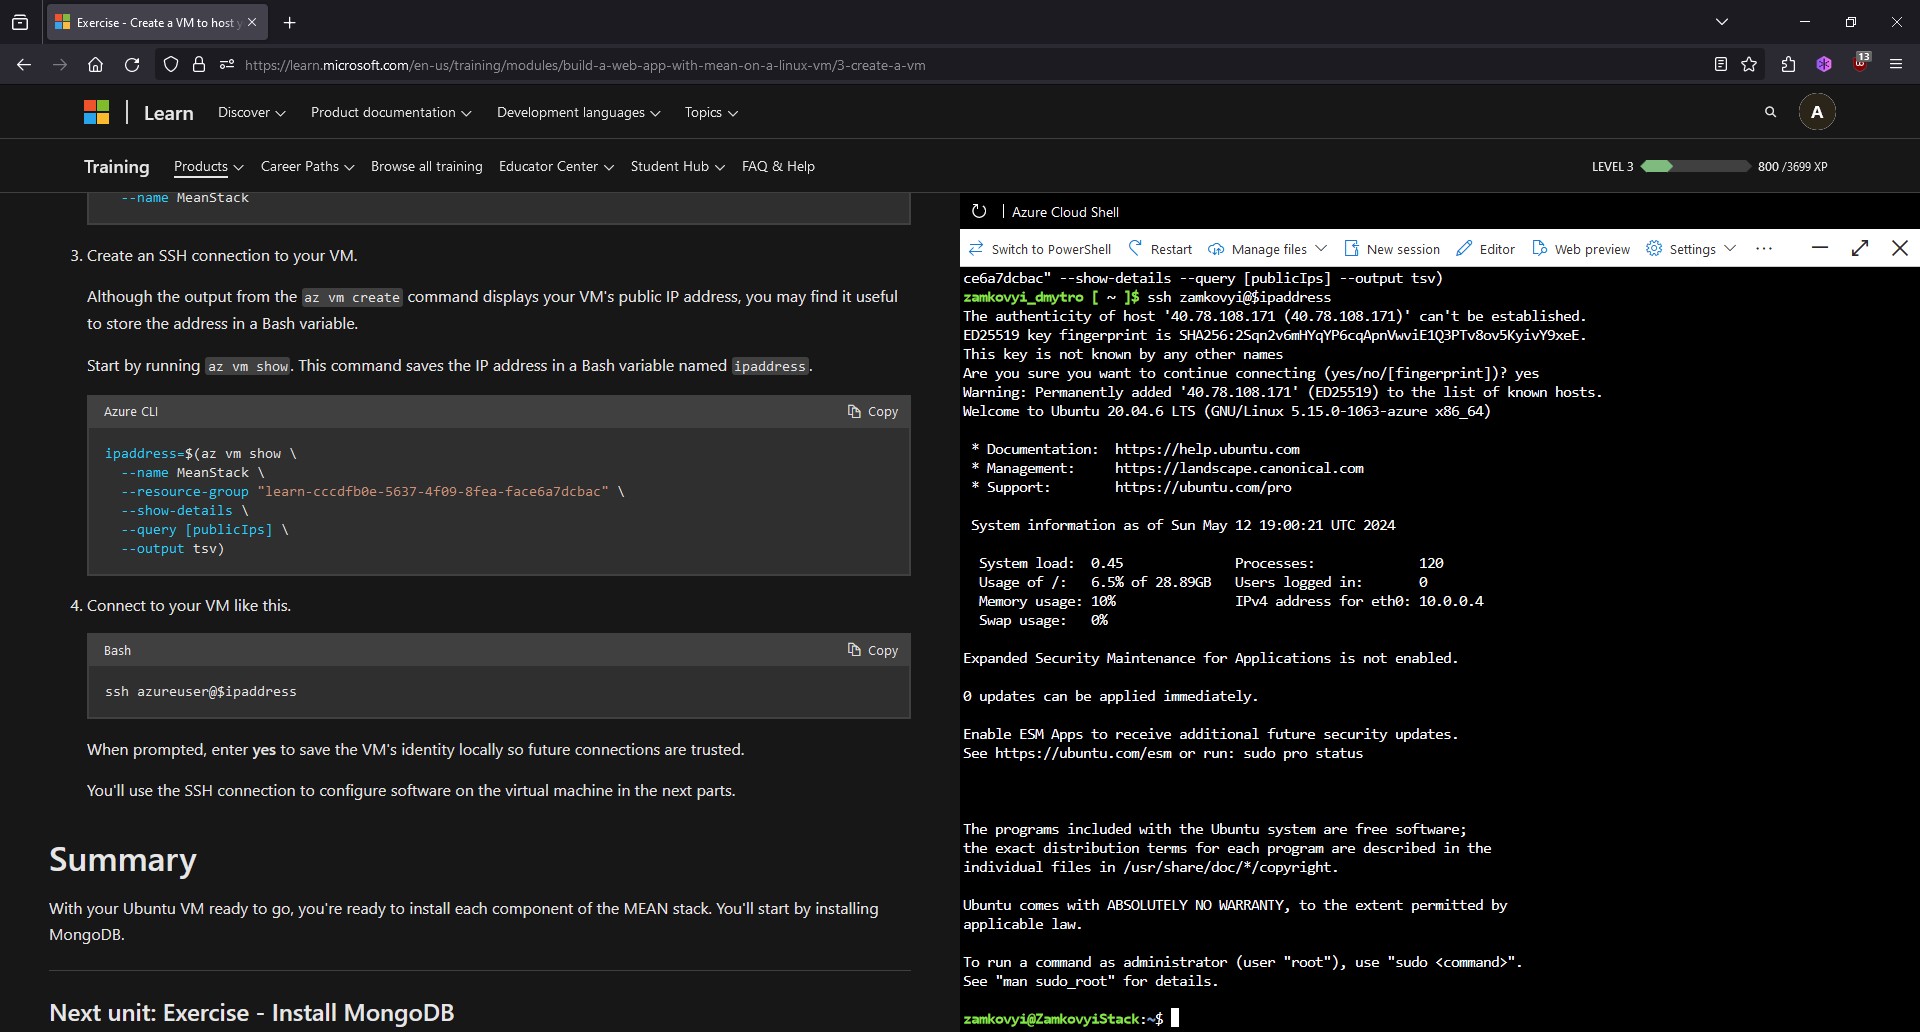 Exercise - Create a VM to host y
https://learn.microsoft.com/en-us/training/modules/build-a-web-app-with-mean-on-a-linux-vm/3-create-a-vm
13
Learn
Discover
Product documentation
Development languages
Topics
A
Training
Products
Career Paths
Browse all training
Educator Center
Student Hub
FAQ & Help
LEVEL 3
800 /3699 XP
--name MeanStack
3. Create an SSH connection to your VM.
Although the output from the az vm create command displays your VM's public IP address, you may find it useful
to store the address in a Bash variable.
Start by running az vm show. This command saves the IP address in a Bash variable named ipaddress.
Azure CLI
Copy
ipaddress=$(az vm show \
--name MeanStack \
--resource-group "learn-cccdfb0e-5637-4f09-8fea-face6a7dcbac" \
--show-details \
--query [publicIps] \
--output tsv)
4. Connect to your VM like this.
Bash
Copy
ssh azureuser@$ipaddress
When prompted, enter yes to save the VM's identity locally so future connections are trusted.
You'll use the SSH connection to configure software on the virtual machine in the next parts.
Summary
With your Ubuntu VM ready to go, you're ready to install each component of the MEAN stack. You'll start by installing
MongoDB.
Next unit: Exercise - Install MongoDB
Azure Cloud Shell
Switch to PowerShell
Restart
Manage files
New session
Editor
Web preview
Settings
ce6a7dcbac" --show-details --query [publicIps] --output tsv)
zamkovyi_dmytro [ ~ ]$ ssh zamkovyi@$ipaddress
The authenticity of host '40.78.108.171 (40.78.108.171)' can't be established.
ED25519 key fingerprint is SHA256:2Sqn2v6mHYqYP6cqApnVwviE1Q3PTv8ov5KyivY9xeE.
This key is not known by any other names
Are you sure you want to continue connecting (yes/no/[fingerprint])? yes
Warning: Permanently added '40.78.108.171' (ED25519) to the list of known hosts.
Welcome to Ubuntu 20.04.6 LTS (GNU/Linux 5.15.0-1063-azure x86_64)
* Documentation: https://help.ubuntu.com
* Management: https://landscape.canonical.com
* Support: https://ubuntu.com/pro
System information as of Sun May 12 19:00:21 UTC 2024
System load: 0.45 Processes: 120
Usage of /: 6.5% of 28.89GB Users logged in: 0
Memory usage: 10% IPv4 address for eth0: 10.0.0.4
Swap usage: 0%
Expanded Security Maintenance for Applications is not enabled.
0 updates can be applied immediately.
Enable ESM Apps to receive additional future security updates.
See https://ubuntu.com/esm or run: sudo pro status
The programs included with the Ubuntu system are free software;
the exact distribution terms for each program are described in the
individual files in /usr/share/doc/*/copyright.
Ubuntu comes with ABSOLUTELY NO WARRANTY, to the extent permitted by
applicable law.
To run a command as administrator (user "root"), use "sudo <command>".
See "man sudo_root" for details.
zamkovyi@ZamkovyiStack:~$